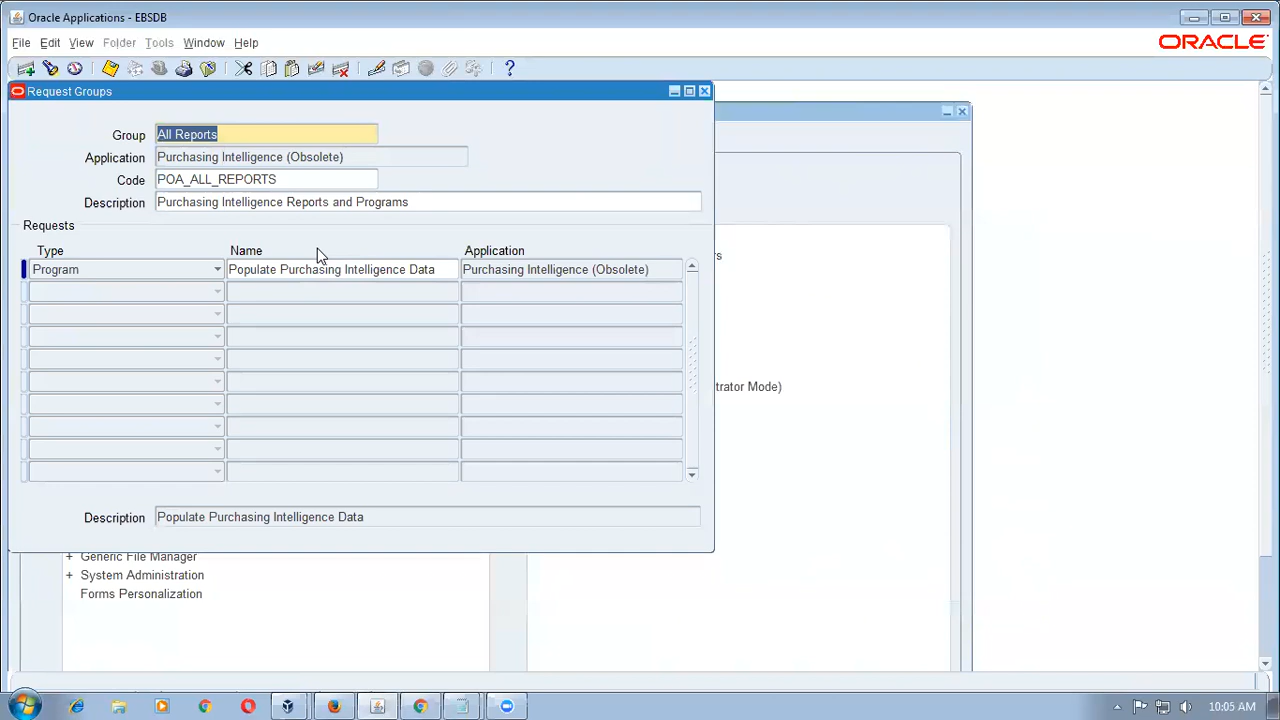 Oracle Applications - EBSDB
File Edit View Folder Tools Window Help
ORACLE
Request Groups
Group All Reports
Application Purchasing Intelligence (Obsolete)
Code POA_ALL_REPORTS
Description Purchasing Intelligence Reports and Programs
Requests
Type Name Application
Program Populate Purchasing Intelligence Data Purchasing Intelligence (Obsolete)
Description Populate Purchasing Intelligence Data
trator Mode)
+ Generic File Manager
+ System Administration
Forms Personalization
10:05 AM